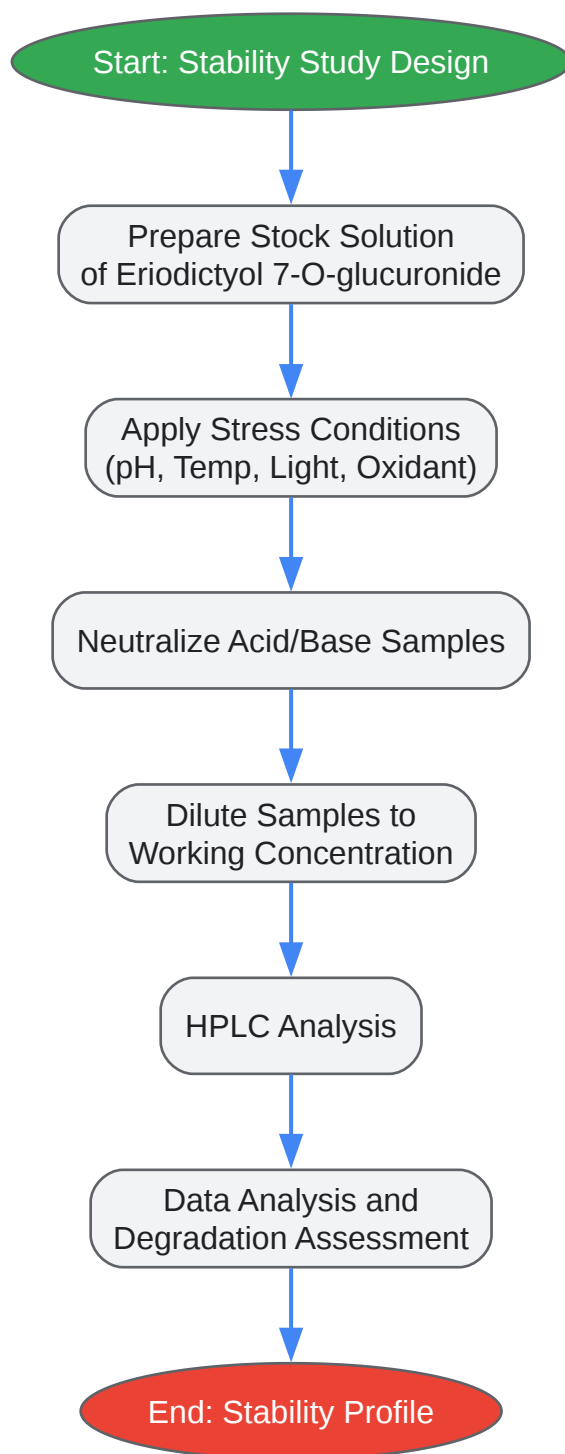 Start: Stability Study Design
Prepare Stock Solution
of Eriodictyol 7-O-glucuronide
Apply Stress Conditions
(pH, Temp, Light, Oxidant)
Neutralize Acid/Base Samples
Dilute Samples to
Working Concentration
HPLC Analysis
Data Analysis and
Degradation Assessment
End: Stability Profile